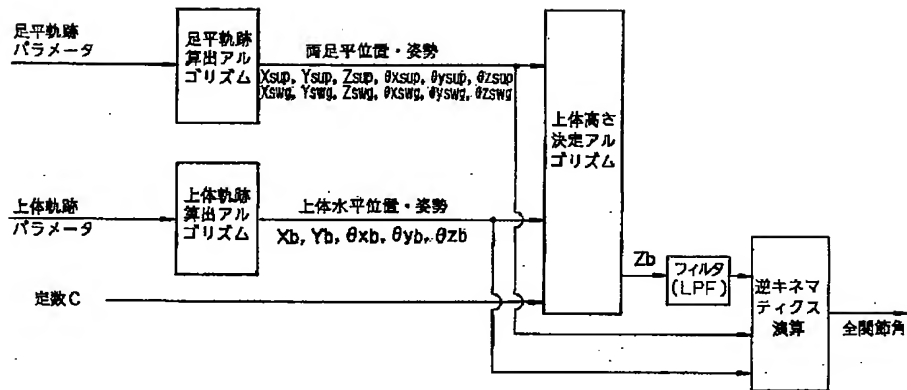 足平軌跡
パラメータ
足平軌跡
算出アル
ゴリズム
両足平位置・姿勢
Xsup, Ysup, Zsup, θxsup, θysup, θzsup
Xswg, Yswg, Zswg, θxswg, θyswg, θzswg
上体高さ
決定アル
ゴリズム
上体軌跡
パラメータ
上体軌跡
算出アル
ゴリズム
上体水平位置・姿勢
Xb, Yb, θxb, θyb, θzb
定数C
Zb
フィルタ
(LPF)
逆キネマ
ティクス
演算
全関節角